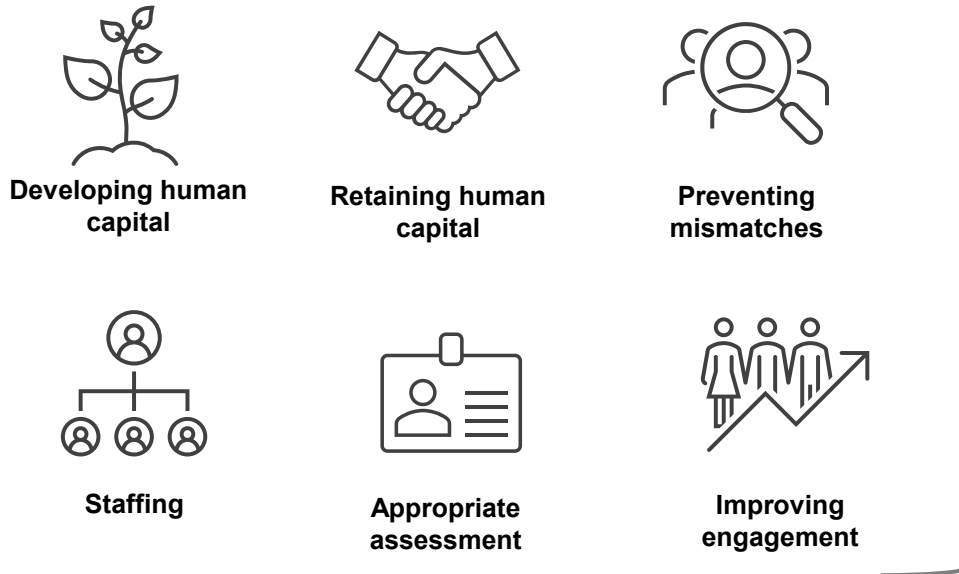 Developing human
capital
Retaining human
capital
Preventing
mismatches
Staffing
Appropriate
assessment
Improving
engagement